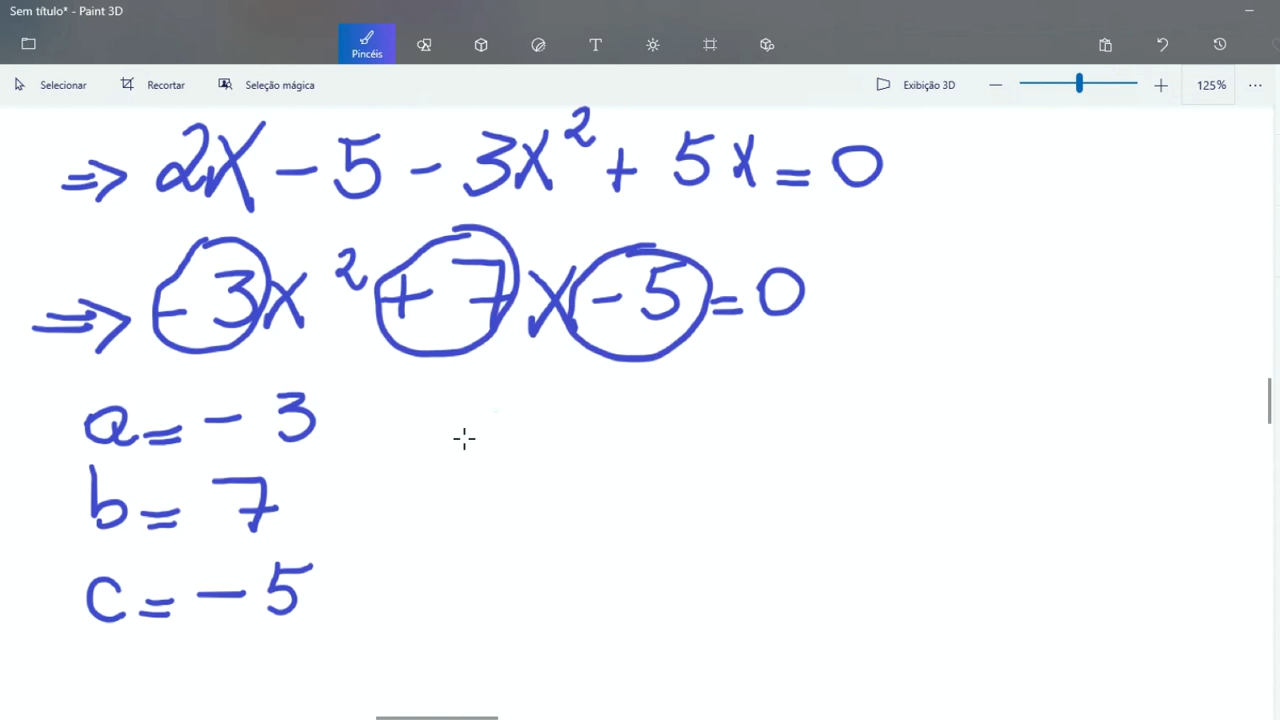 Sem título* - Paint 3D
Pincéis
Selecionar Recortar Seleção mágica Exibição 3D 125%
⇒ 2x - 5 - 3x² + 5x = 0
⇒ -3x² + 7x - 5 = 0
a = - 3
b = 7
c = - 5